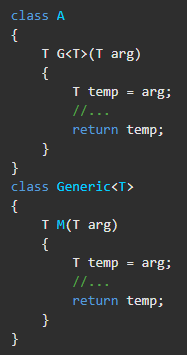 class A
{
    T G<T>(T arg)
    {
        T temp = arg;
        //...
        return temp;
    }
}
class Generic<T>
{
    T M(T arg)
    {
        T temp = arg;
        //...
        return temp;
    }
}